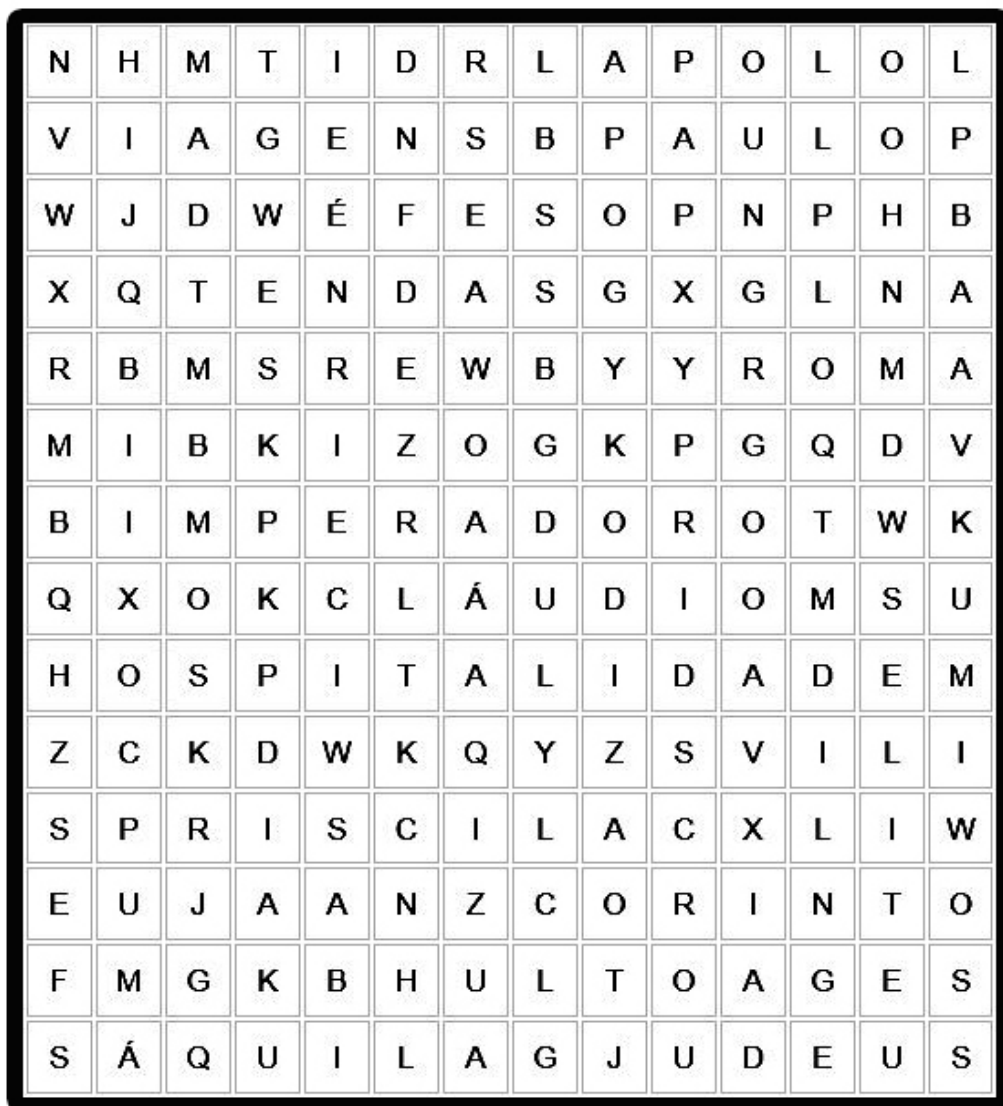 N H M T I D R L A P O L O L
V I A G E N S B P A U L O P
W J D W É F E S O P N P H B
X Q T E N D A S G X G L N A
R B M S R E W B Y Y R O M A
M I B K I Z O G K P G Q D V
B I M P E R A D O R O T W K
Q X O K C L Á U D I O M S U
H O S P I T A L I D A D E M
Z C K D W K Q Y Z S V I L I
S P R I S C I L A C X L I W
E U J A A N Z C O R I N T O
F M G K B H U L T O A G E S
S Á Q U I L A G J U D E U S